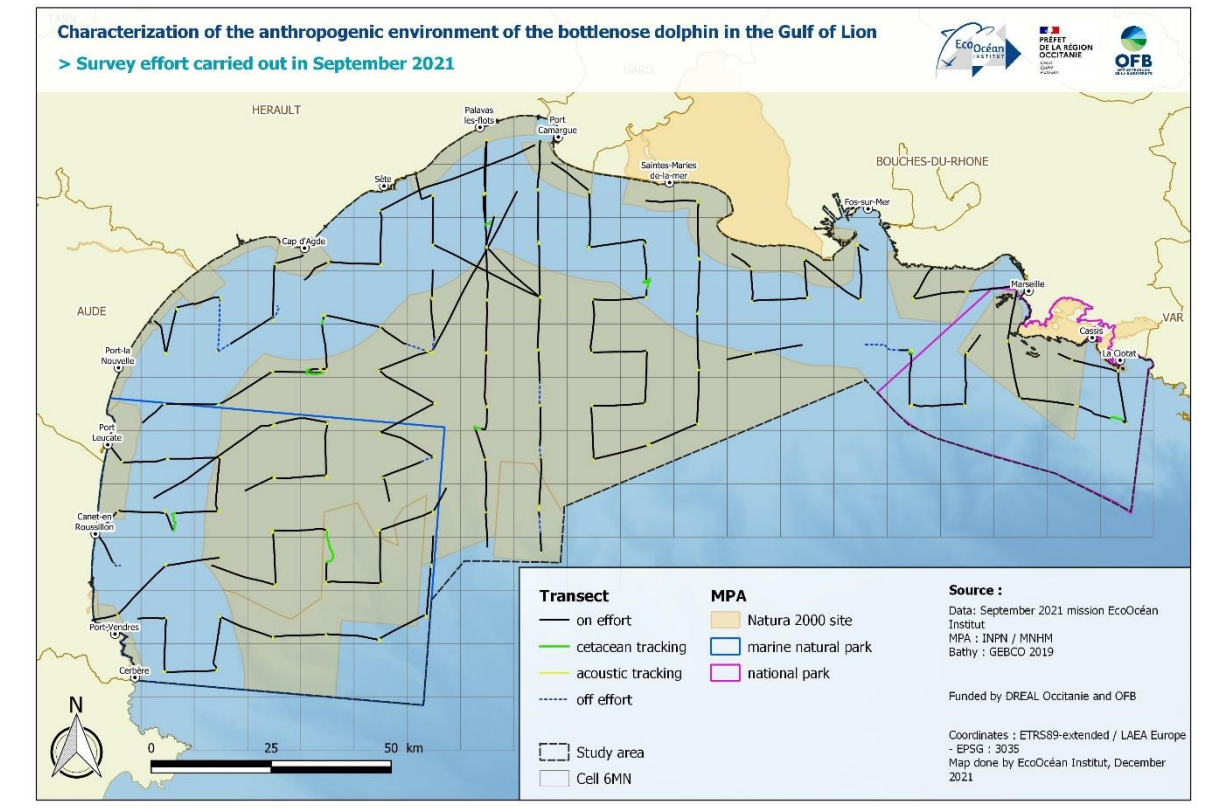 Characterization of the anthropogenic environment of the bottlenose dolphin in the Gulf of Lion
> Survey effort carried out in September 2021
EcoOcéan
INSTITUT
PRÉFET
DE LA RÉGION
OCCITANIE
OFB
GARD
HERAULT
Palavas
les-flots
Port
Camargue
Saintes-Maries
de-la-mer
BOUCHES-DU-RHONE
Sète
Fos-sur-Mer
Cap d'Agde
Marseille
AUDE
VAR
Cassis
La Ciotat
Port-la
Nouvelle
Port
Leucate
Canet-en
Roussillon
Port-Vendres
Cerbère
N
0 25 50 km
Transect
on effort
cetacean tracking
acoustic tracking
off effort
Study area
Cell 6MN
MPA
Natura 2000 site
marine natural park
national park
Source :
Data: September 2021 mission EcoOcéan
Institut
MPA : INPN / MNHM
Bathy : GEBCO 2019
Funded by DREAL Occitanie and OFB
Coordinates : ETRS89-extended / LAEA Europe
- EPSG : 3035
Map done by EcoOcéan Institut, December
2021